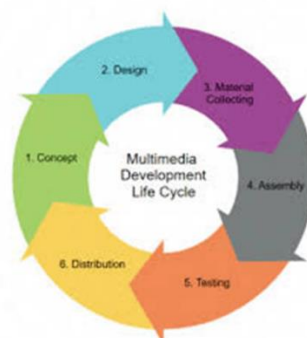 Multimedia
Development
Life Cycle
1. Concept
2. Design
3. Material
Collecting
4. Assembly
5. Testing
6. Distribution